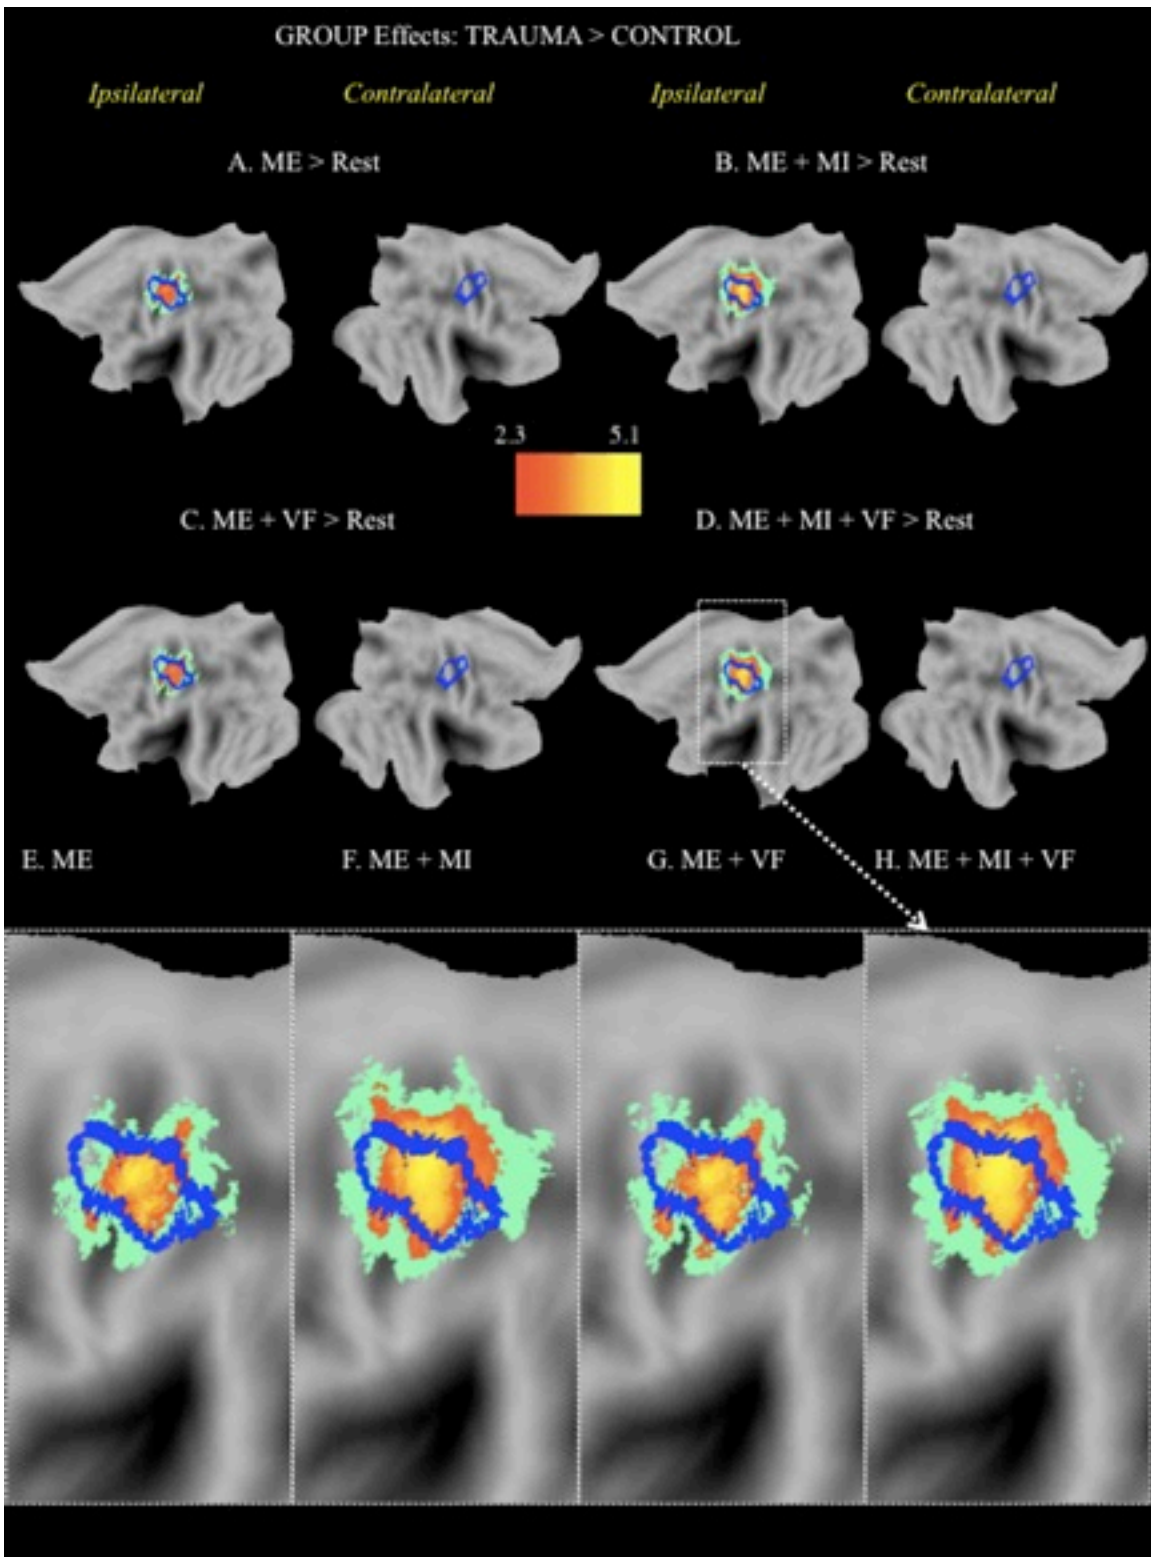 GROUP Effects: TRAUMA > CONTROL
Ipsilateral Contralateral Ipsilateral Contralateral
A. ME > Rest B. ME + MI > Rest
2.3 5.1
C. ME + VF > Rest D. ME + MI + VF > Rest
E. ME F. ME + MI G. ME + VF H. ME + MI + VF